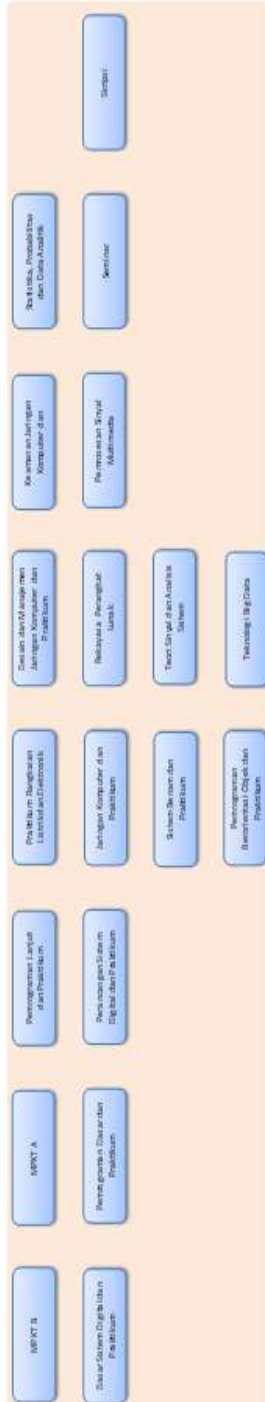 MPKT B
Dasar Sistem Digital dan
Praktikum
MPKT A
Pemrograman Dasar dan
Praktikum
Pemrograman Lanjut
dan Praktikum
Perancangan Sistem
Digital dan Praktikum
Praktikum Rangkaian
Listrik dan Elektronik
Jaringan Komputer dan
Praktikum
Sistem Benam dan
Praktikum
Pemrograman
Berorientasi Objek dan
Praktikum
Desain dan Manajemen
Jaringan Komputer dan
Praktikum
Rekayasa Perangkat
Lunak
Teori Sinyal dan Analisis
Sistem
Teknologi Big Data
Keamanan Jaringan
Komputer dan
Pemrosesan Sinyal
Multimedia
Statistika, Probabilitas
dan Data Analitik
Seminar
Skripsi